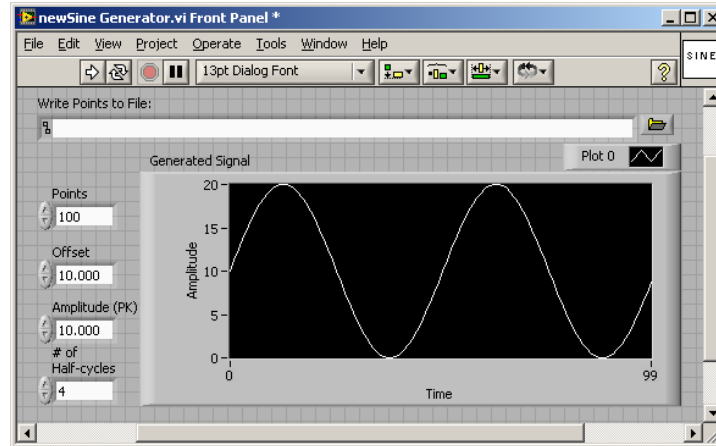 newSine Generator.vi Front Panel *
File Edit View Project Operate Tools Window Help
13pt Dialog Font
?
SINE
Write Points to File:
Generated Signal
Plot 0
Points
100
Offset
10.000
Amplitude (PK)
10.000
# of
Half-cycles
4
Amplitude
20
15
10
5
0
0
99
Time